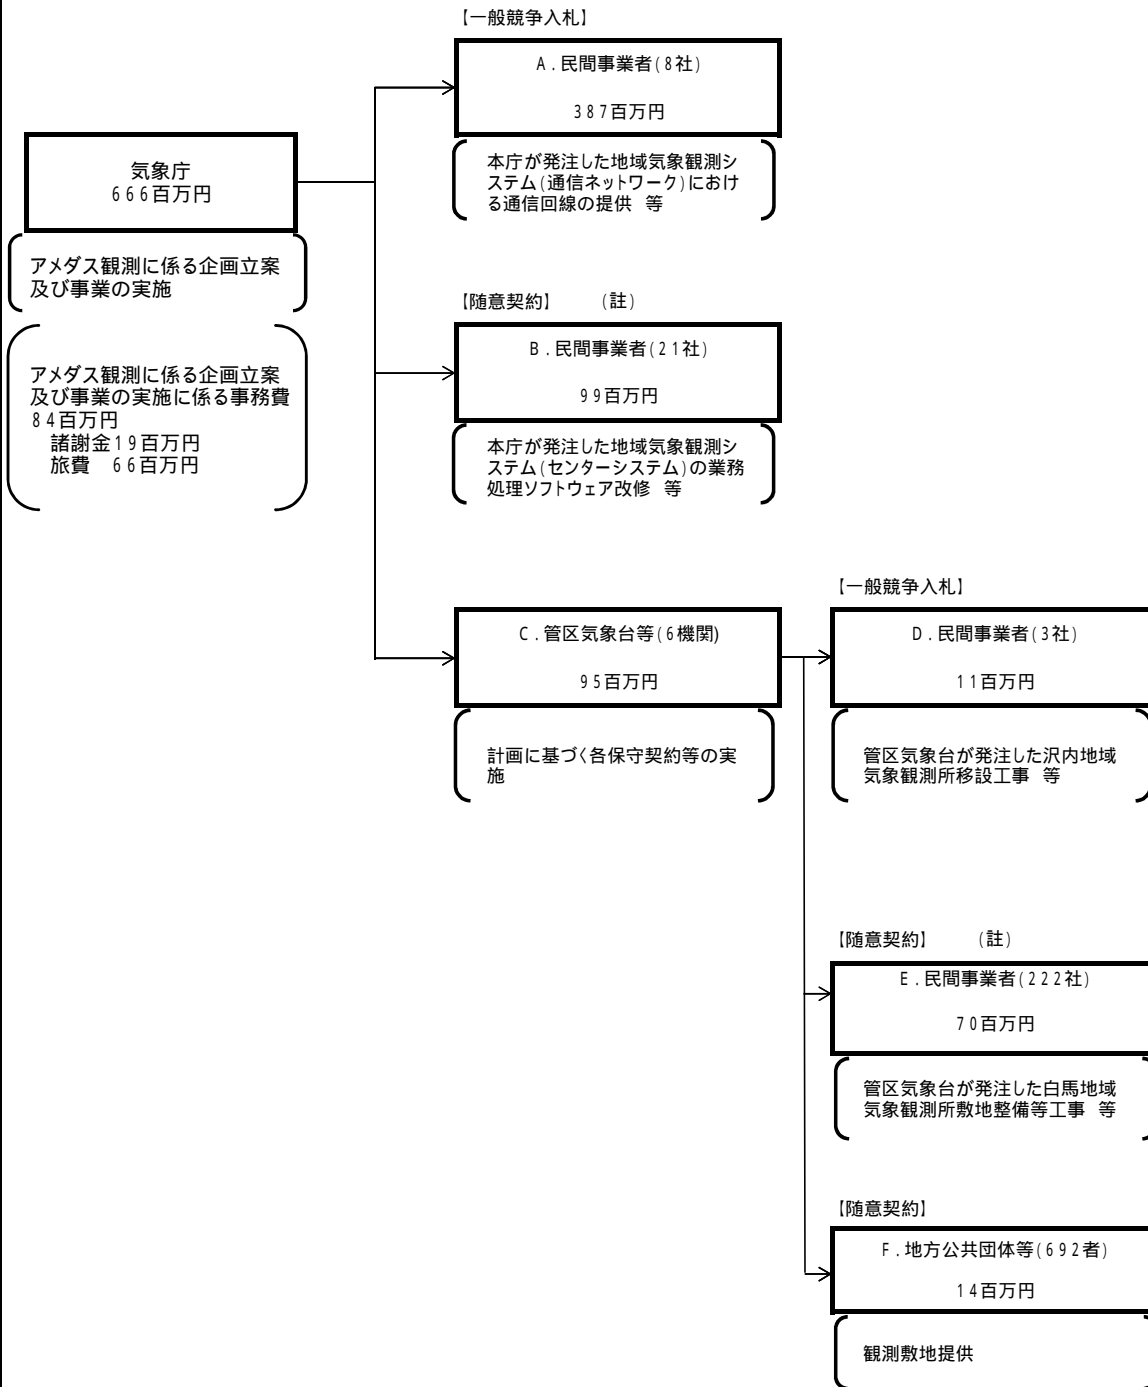 【一般競争入札】
A.民間事業者(8社)
387百万円
本庁が発注した地域気象観測シ
ステム(通信ネットワーク)におけ
る通信回線の提供 等
気象庁
666百万円
アメダス観測に係る企画立案
及び事業の実施
アメダス観測に係る企画立案
及び事業の実施に係る事務費
84百万円
諸謝金19百万円
旅費 66百万円
【随意契約】 (註)
B.民間事業者(21社)
99百万円
本庁が発注した地域気象観測シ
ステム(センターシステム)の業務
処理ソフトウェア改修 等
C.管区気象台等(6機関)
95百万円
計画に基づく各保守契約等の実
施
【一般競争入札】
D.民間事業者(3社)
11百万円
管区気象台が発注した沢内地域
気象観測所移設工事 等
【随意契約】 (註)
E.民間事業者(222社)
70百万円
管区気象台が発注した白馬地域
気象観測所敷地整備等工事 等
【随意契約】
F.地方公共団体等(692者)
14百万円
観測敷地提供